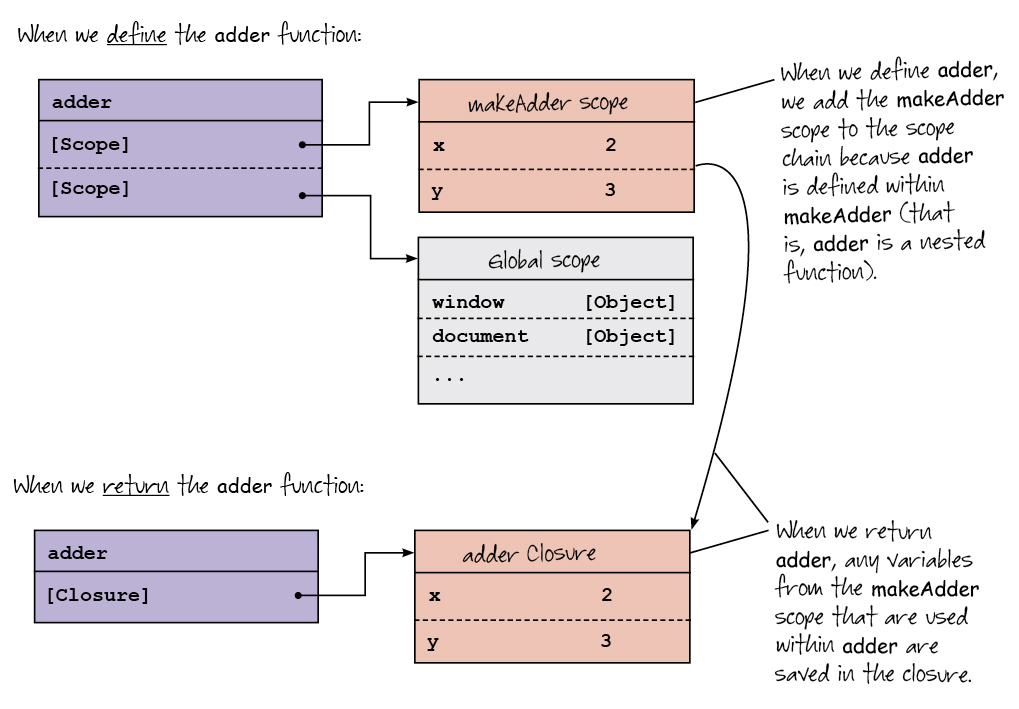 When we define the adder function:
adder
[Scope]
[Scope]
makeAdder scope
x 2
y 3
Global scope
window [Object]
document [Object]
...
When we define adder,
we add the makeAdder
scope to the scope
chain because adder
is defined within
makeAdder (that
is, adder is a nested
function).
When we return the adder function:
adder
[Closure]
adder Closure
x 2
y 3
When we return
adder, any variables
from the makeAdder
scope that are used
within adder are
saved in the closure.